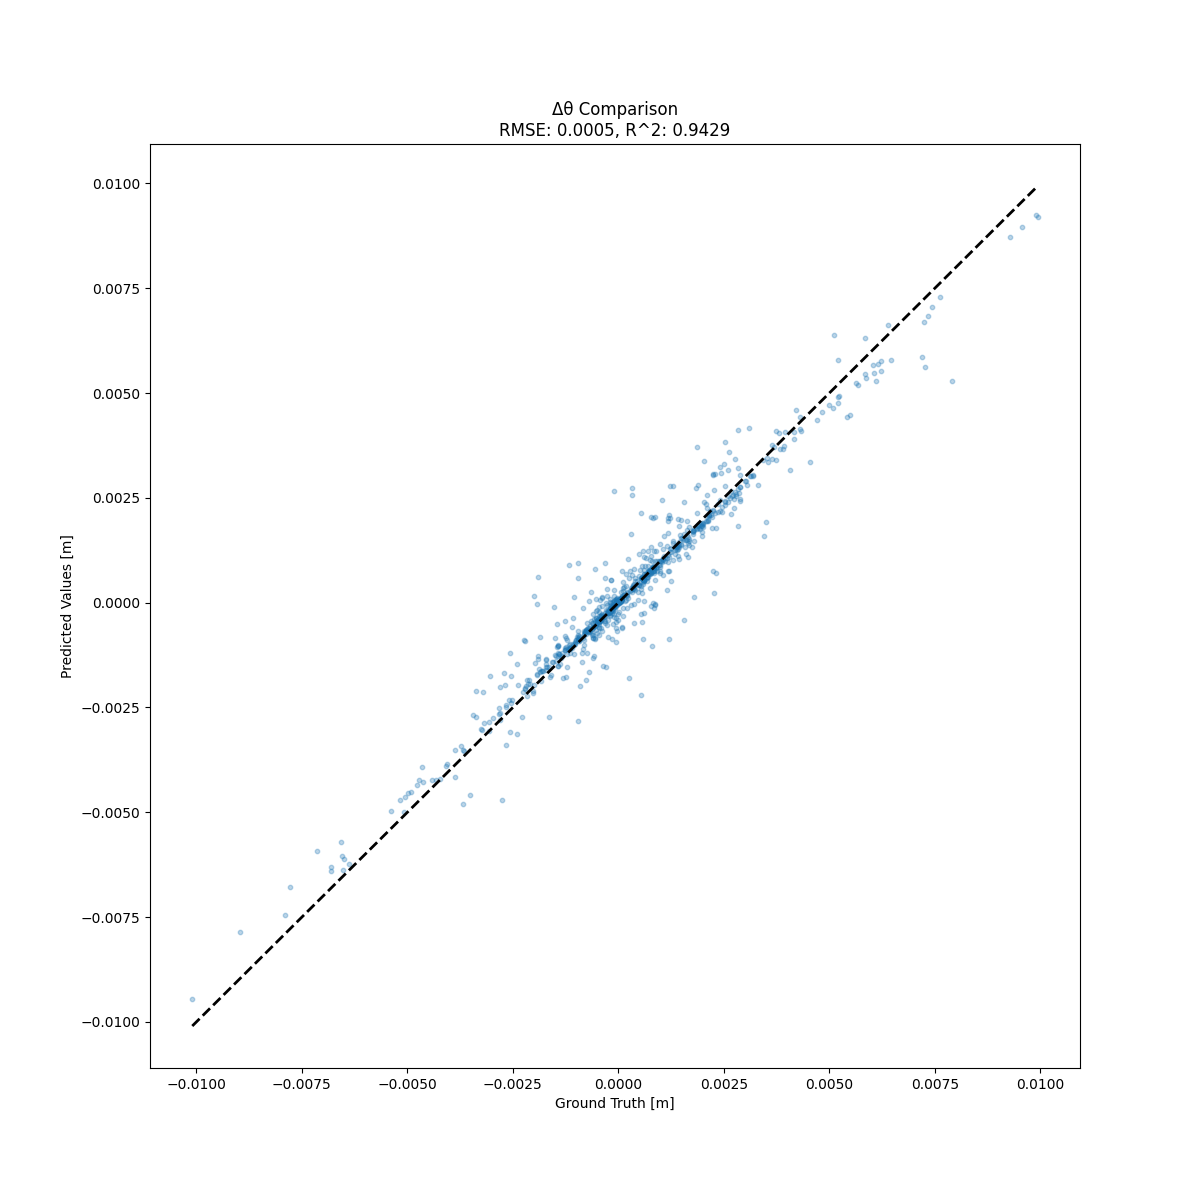 Δθ Comparison
RMSE: 0.0005, R^2: 0.9429
0.0100
0.0075
0.0050
0.0025
0.0000
−0.0025
−0.0050
−0.0075
−0.0100
Predicted Values [m]
−0.0100 −0.0075 −0.0050 −0.0025 0.0000 0.0025 0.0050 0.0075 0.0100
Ground Truth [m]